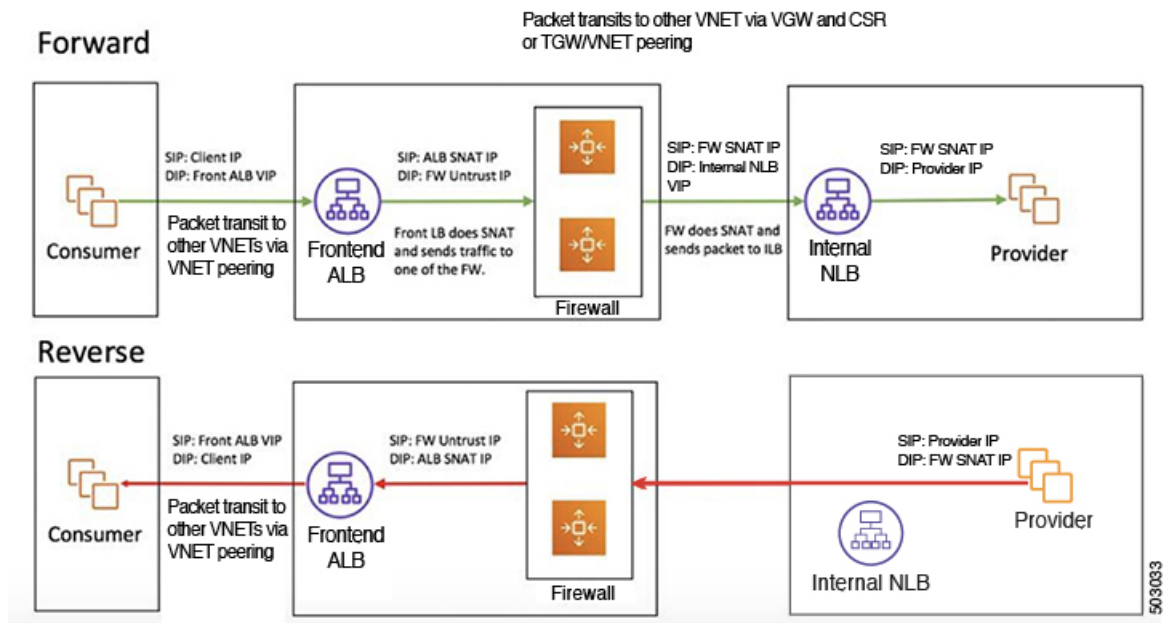 Packet transits to other VNET via VGW and CSR
or TGW/VNET peering
Forward
SIP: Client IP
DIP: Front ALB VIP
Packet transit to
other VNETs via
VNET peering
Consumer
Frontend
ALB
SIP: ALB SNAT IP
DIP: FW Untrust IP
Front LB does SNAT
and sends traffic to
one of the FW.
Firewall
SIP: FW SNAT IP
DIP: Internal NLB
VIP
FW does SNAT and
sends packet to ILB
Internal
NLB
SIP: FW SNAT IP
DIP: Provider IP
Provider
Reverse
SIP: Front ALB VIP
DIP: Client IP
Packet transit to
other VNETs via
VNET peering
Consumer
Frontend
ALB
SIP: FW Untrust IP
DIP: ALB SNAT IP
Firewall
SIP: Provider IP
DIP: FW SNAT IP
Provider
Internal NLB
503033